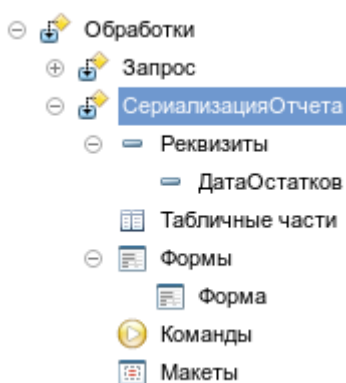 Обработки
Запрос
СериализацияОтчета
Реквизиты
ДатаОстатков
Табличные части
Формы
Форма
Команды
Макеты